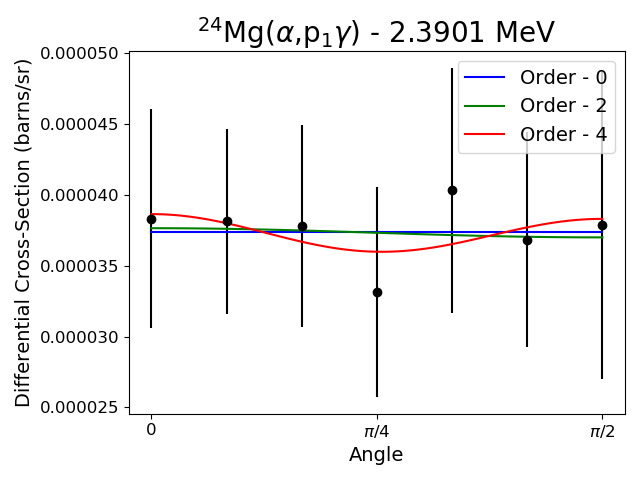 ²⁴Mg(α,p₁γ) - 2.3901 MeV
Differential Cross-Section (barns/sr)
0.000050
0.000045
0.000040
0.000035
0.000030
0.000025
Order - 0
Order - 2
Order - 4
0 π/4 π/2
Angle